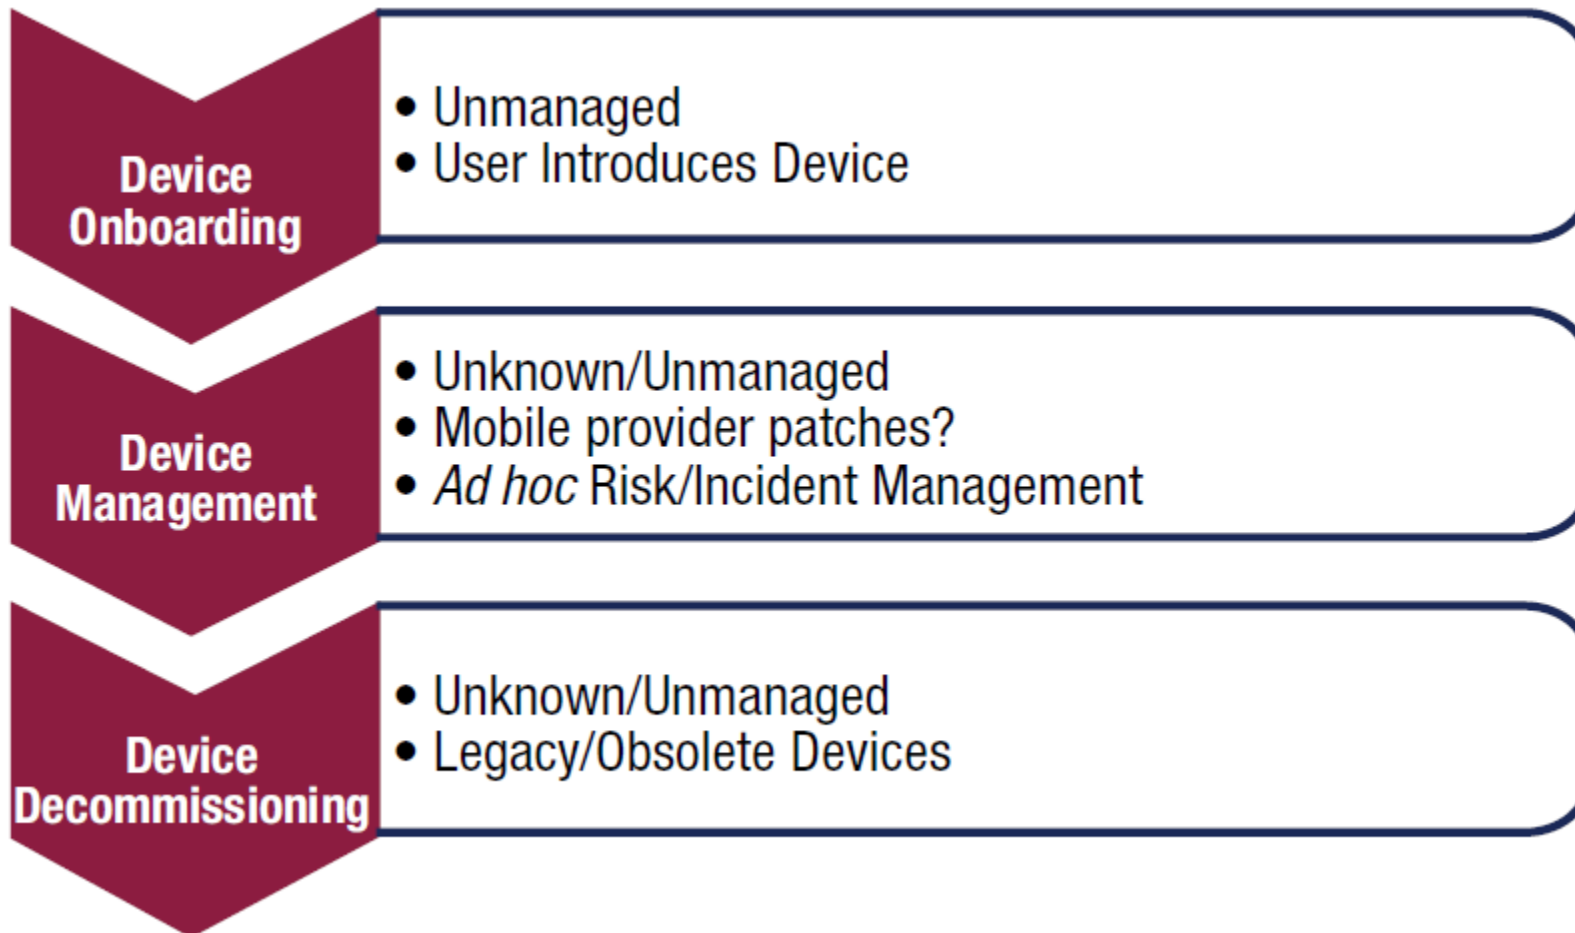 Device
Onboarding
• Unmanaged
• User Introduces Device
Device
Management
• Unknown/Unmanaged
• Mobile provider patches?
• Ad hoc Risk/Incident Management
Device
Decommissioning
• Unknown/Unmanaged
• Legacy/Obsolete Devices